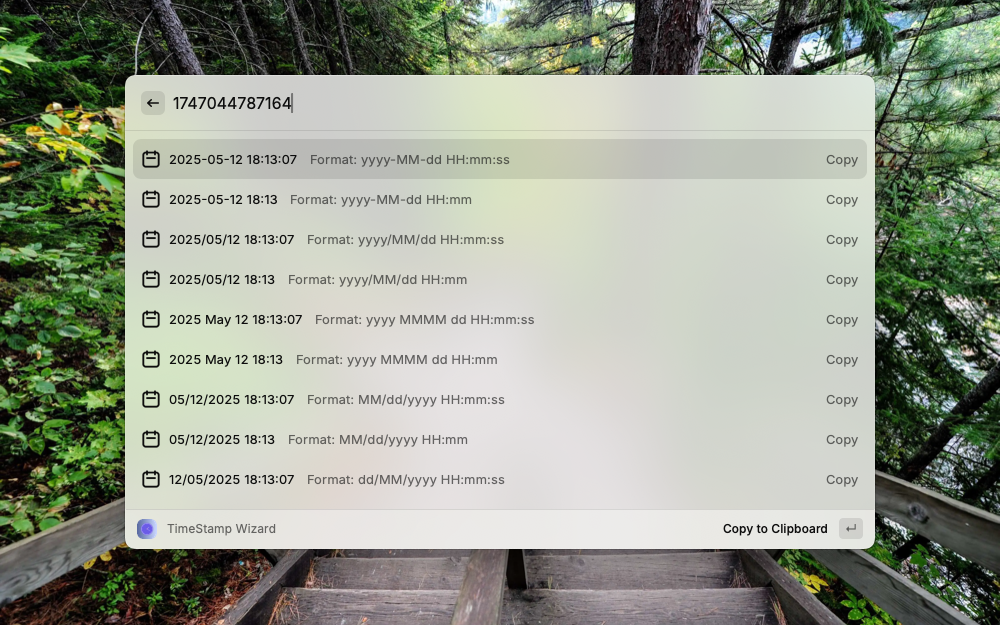 1747044787164
2025-05-12 18:13:07 Format: yyyy-MM-dd HH:mm:ss Copy
2025-05-12 18:13 Format: yyyy-MM-dd HH:mm Copy
2025/05/12 18:13:07 Format: yyyy/MM/dd HH:mm:ss Copy
2025/05/12 18:13 Format: yyyy/MM/dd HH:mm Copy
2025 May 12 18:13:07 Format: yyyy MMMM dd HH:mm:ss Copy
2025 May 12 18:13 Format: yyyy MMMM dd HH:mm Copy
05/12/2025 18:13:07 Format: MM/dd/yyyy HH:mm:ss Copy
05/12/2025 18:13 Format: MM/dd/yyyy HH:mm Copy
12/05/2025 18:13:07 Format: dd/MM/yyyy HH:mm:ss Copy
TimeStamp Wizard Copy to Clipboard